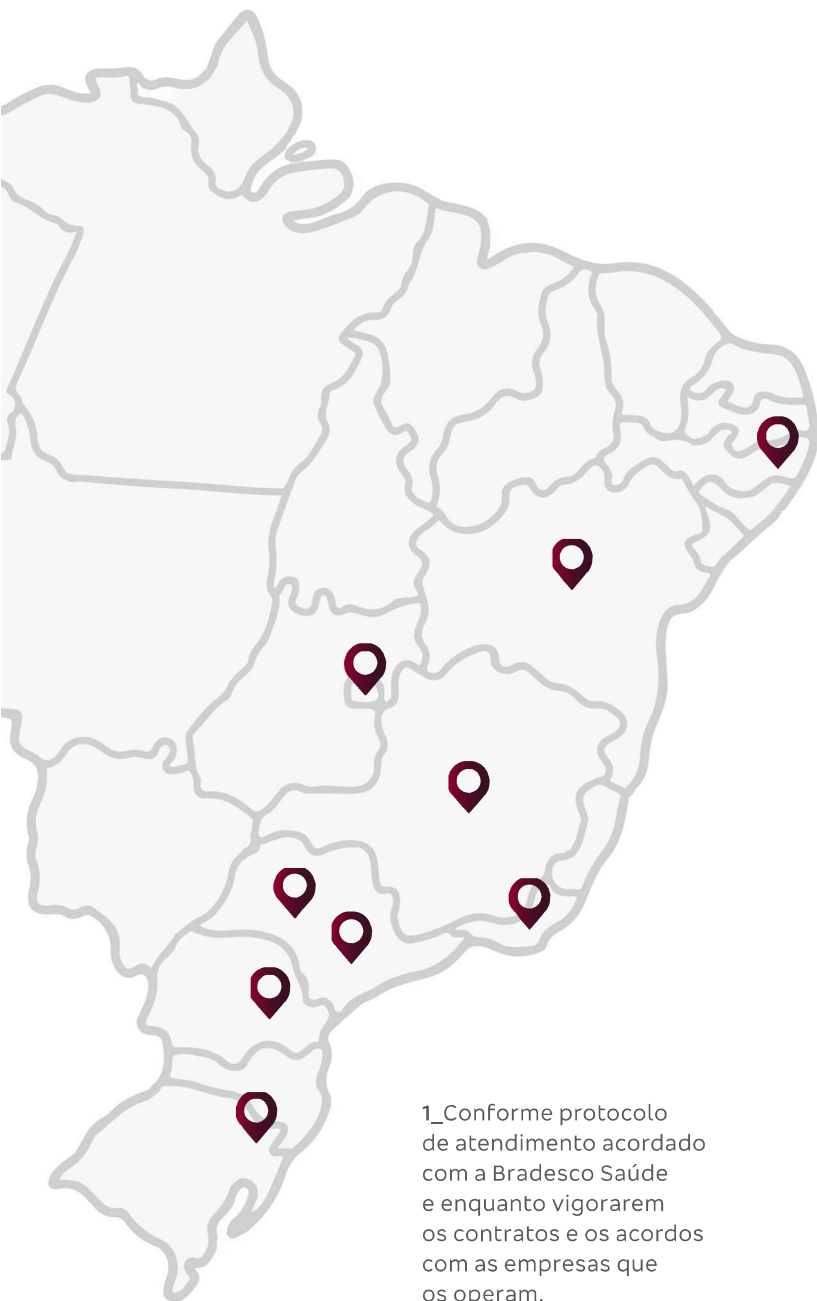 1_Conforme protocolo
de atendimento acordado
com a Bradesco Saúde
e enquanto vigorarem
os contratos e os acordos
com as empresas que
os operam.